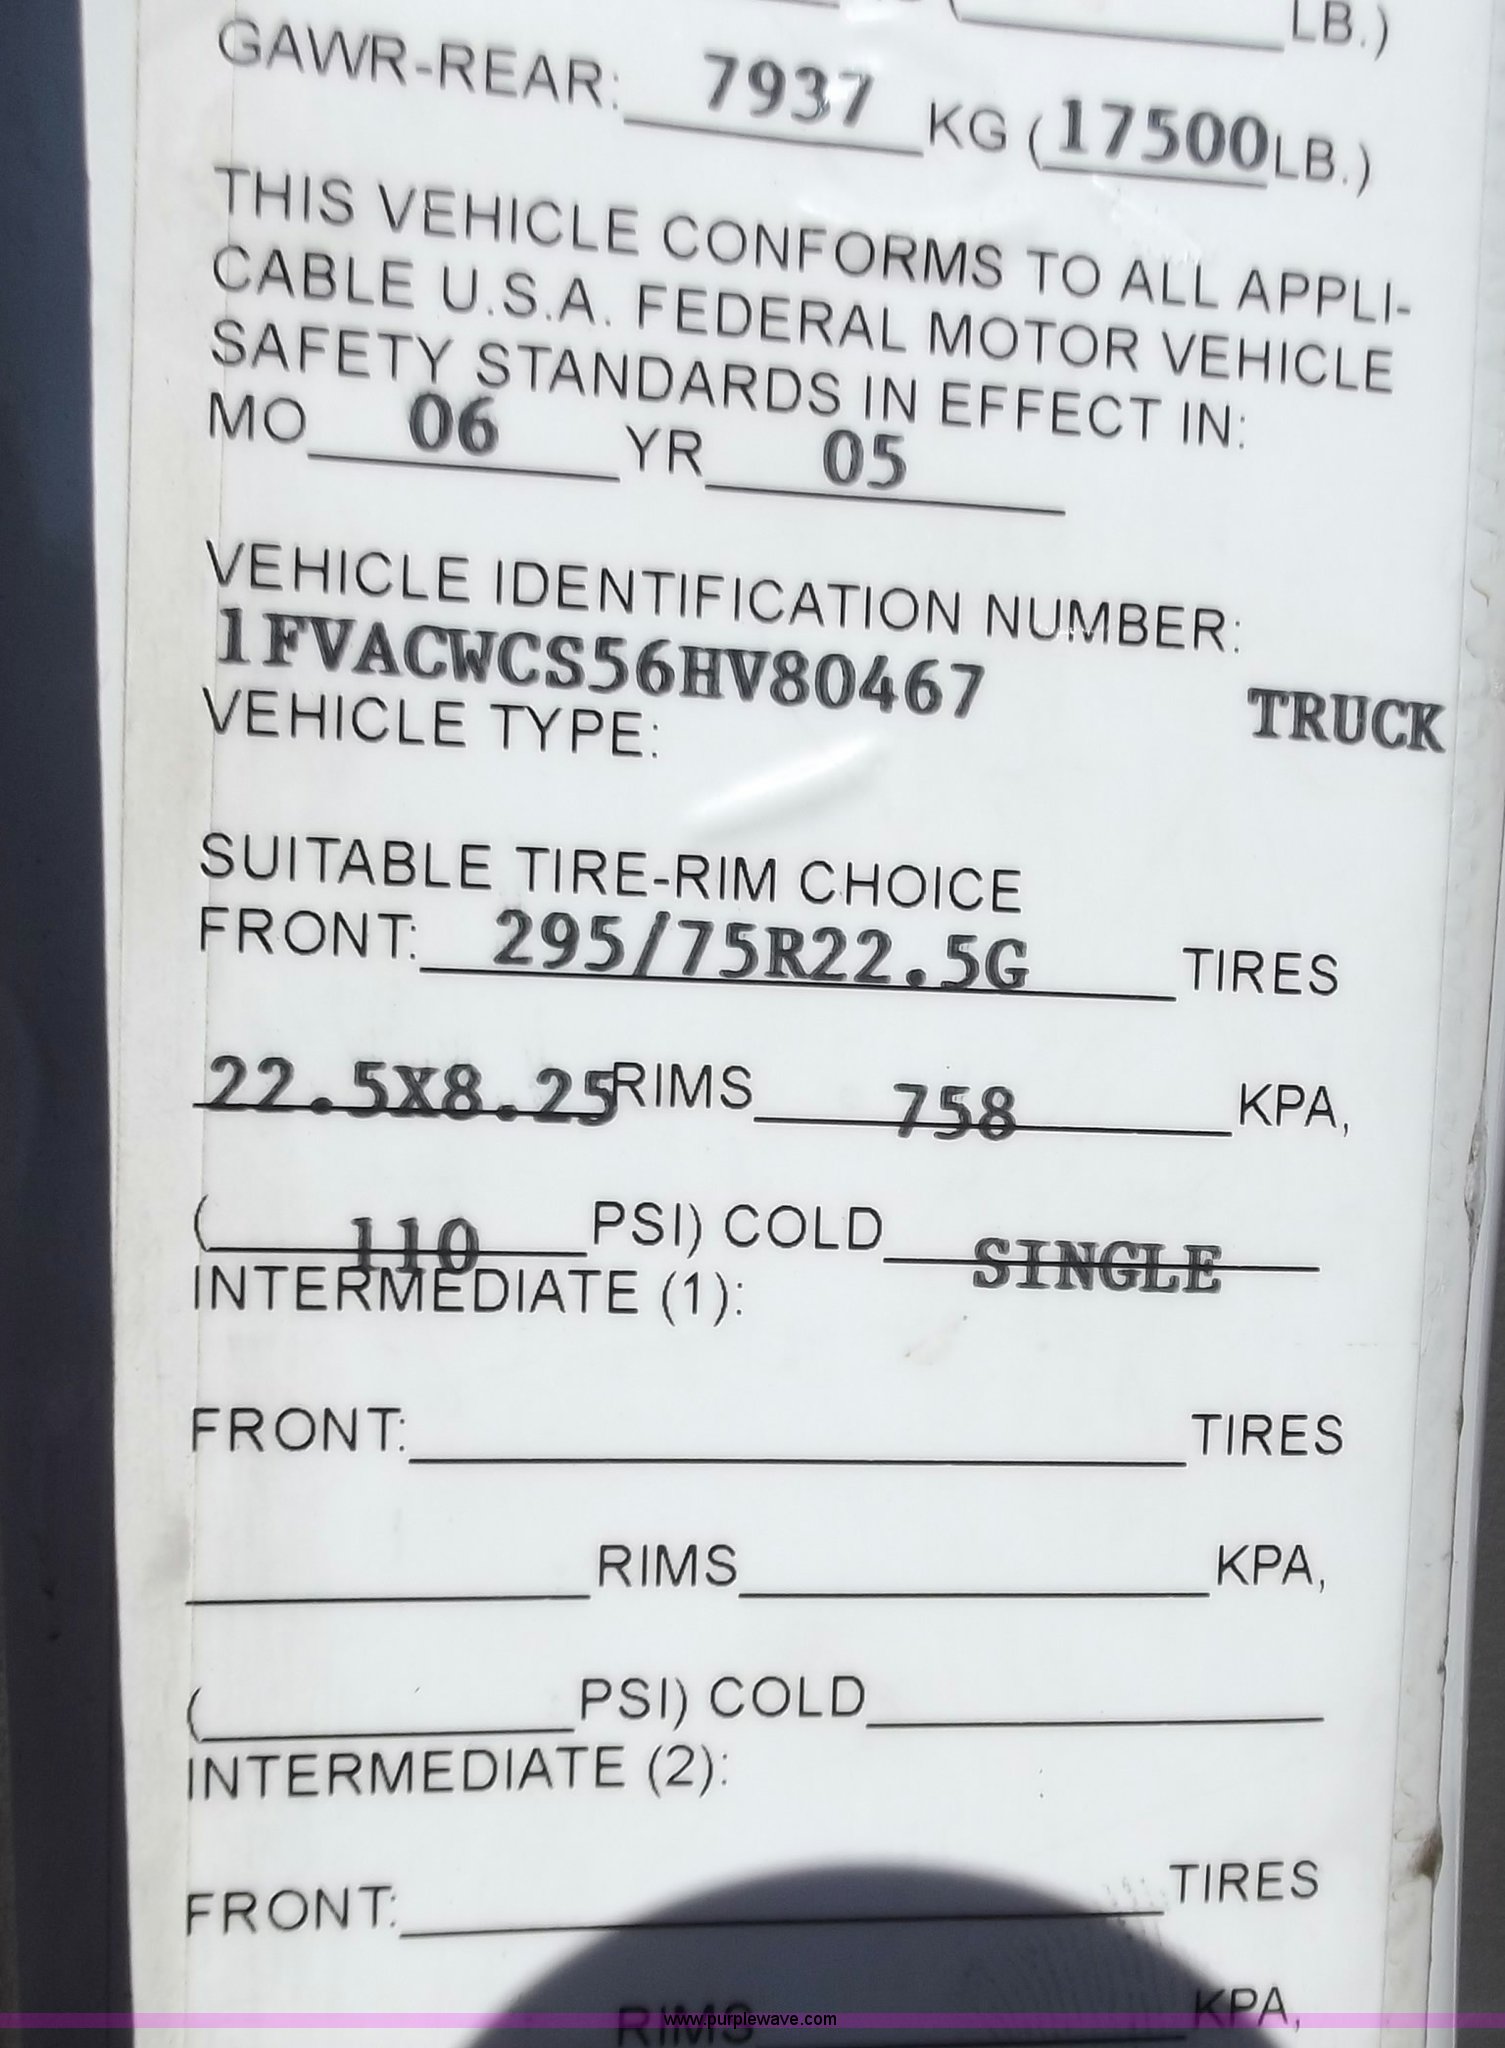 LB.)
GAWR-REAR: 7937 KG (17500 LB.)
THIS VEHICLE CONFORMS TO ALL APPLI-
CABLE U.S.A. FEDERAL MOTOR VEHICLE
SAFETY STANDARDS IN EFFECT IN:
MO 06 YR 05
VEHICLE IDENTIFICATION NUMBER:
1FVACWCS56HV80467
TRUCK
VEHICLE TYPE:
SUITABLE TIRE-RIM CHOICE
FRONT: 295/75R22.5G TIRES
22.5X8.25 RIMS 758 KPA,
( 110 PSI) COLD SINGLE
INTERMEDIATE (1):
FRONT: TIRES
RIMS KPA,
( PSI) COLD
INTERMEDIATE (2):
FRONT: TIRES
RIMS KPA,
www.purplewave.com